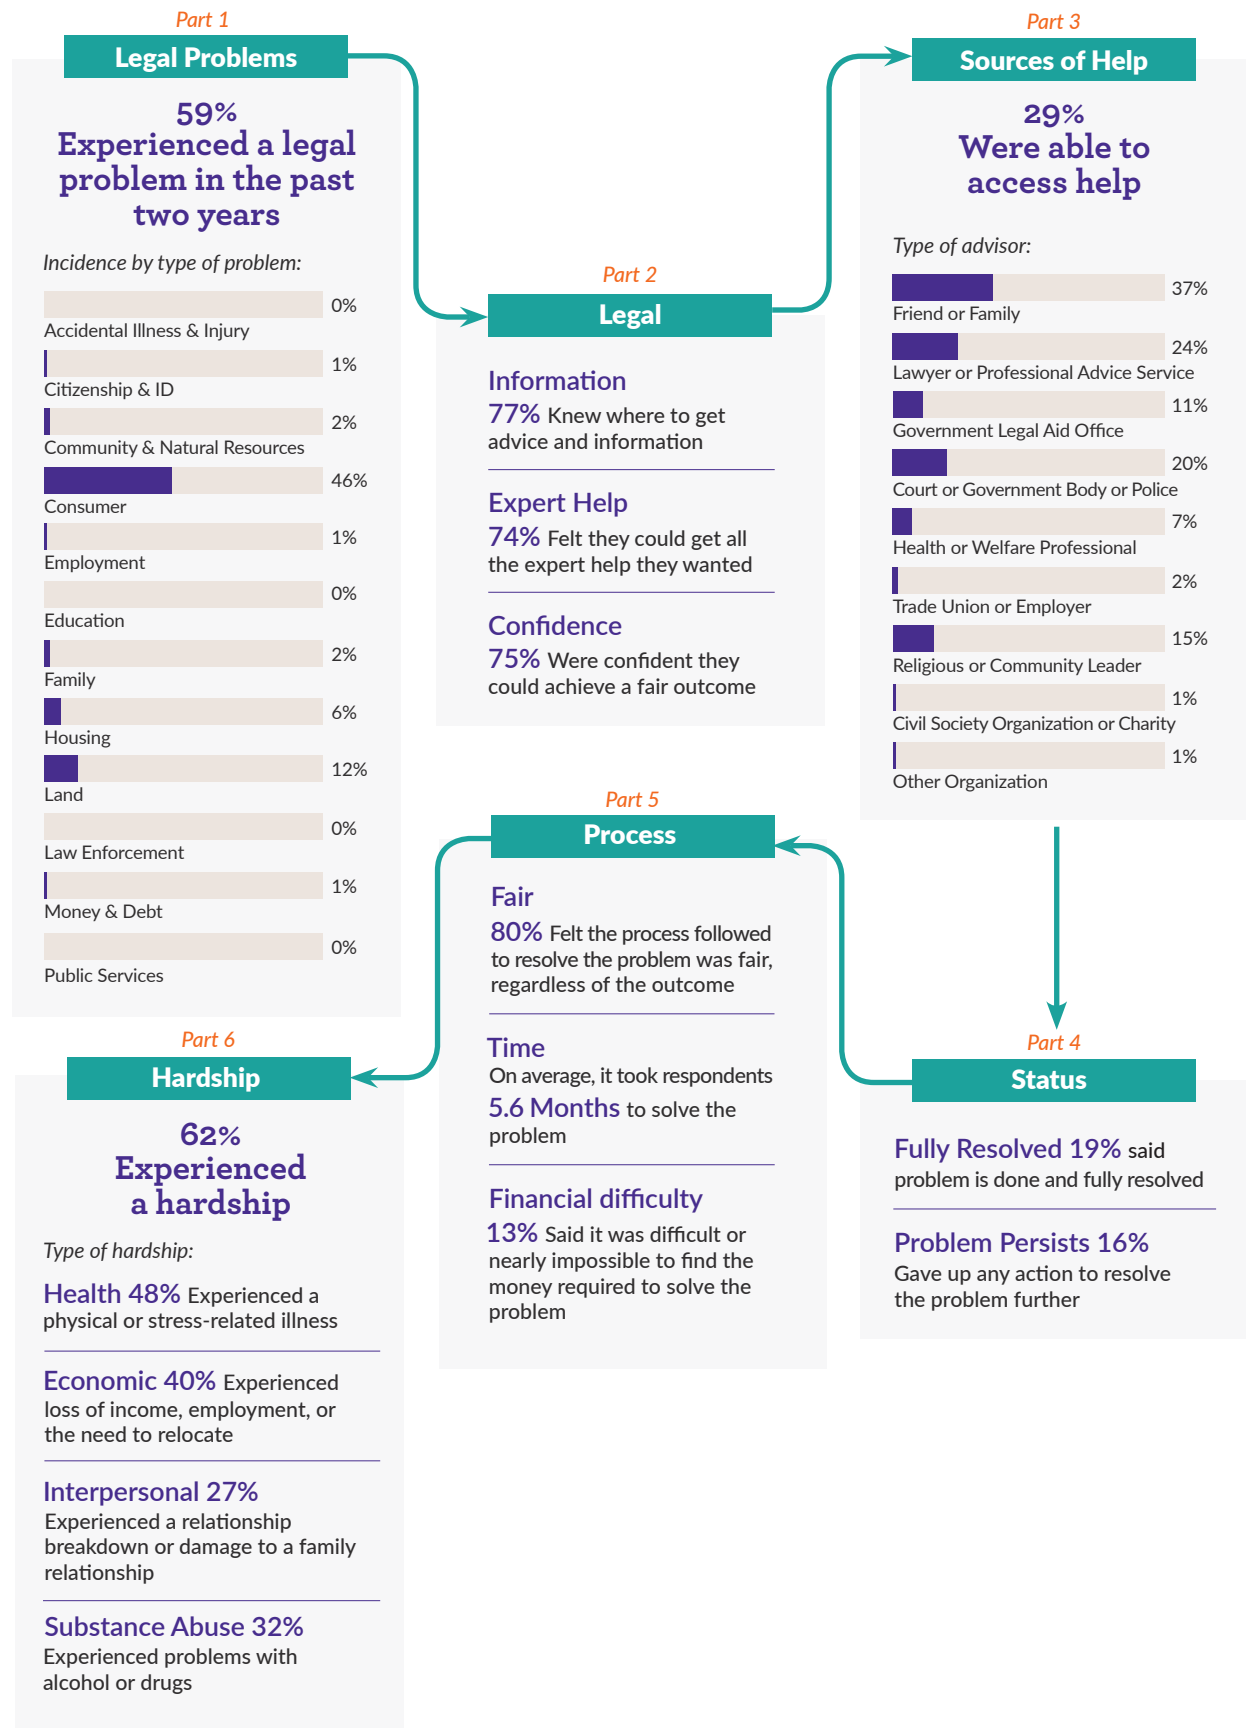 Part 1
Legal Problems
59%
Experienced a legal
problem in the past
two years
Incidence by type of problem:
0%
Accidental Illness & Injury
1%
Citizenship & ID
2%
Community & Natural Resources
46%
Consumer
1%
Employment
0%
Education
2%
Family
6%
Housing
12%
Land
0%
Law Enforcement
1%
Money & Debt
0%
Public Services
Part 2
Legal
Information
77% Knew where to get
advice and information
Expert Help
74% Felt they could get all
the expert help they wanted
Confidence
75% Were confident they
could achieve a fair outcome
Part 3
Sources of Help
29%
Were able to
access help
Type of advisor:
37%
Friend or Family
24%
Lawyer or Professional Advice Service
11%
Government Legal Aid Office
20%
Court or Government Body or Police
7%
Health or Welfare Professional
2%
Trade Union or Employer
15%
Religious or Community Leader
1%
Civil Society Organization or Charity
1%
Other Organization
Part 4
Status
Fully Resolved 19% said
problem is done and fully resolved
Problem Persists 16%
Gave up any action to resolve
the problem further
Part 5
Process
Fair
80% Felt the process followed
to resolve the problem was fair,
regardless of the outcome
Time
On average, it took respondents
5.6 Months to solve the
problem
Financial difficulty
13% Said it was difficult or
nearly impossible to find the
money required to solve the
problem
Part 6
Hardship
62%
Experienced
a hardship
Type of hardship:
Health 48% Experienced a
physical or stress-related illness
Economic 40% Experienced
loss of income, employment, or
the need to relocate
Interpersonal 27%
Experienced a relationship
breakdown or damage to a family
relationship
Substance Abuse 32%
Experienced problems with
alcohol or drugs